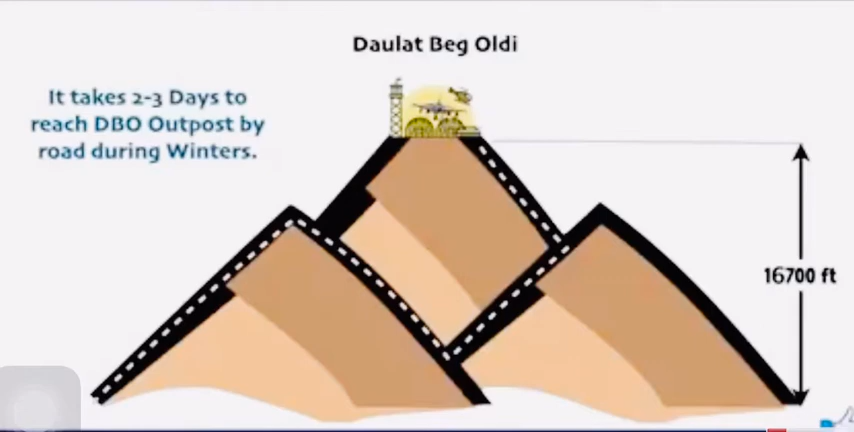 Daulat Beg Oldi
It takes 2-3 Days to
reach DBO Outpost by
road during Winters.
16700 ft